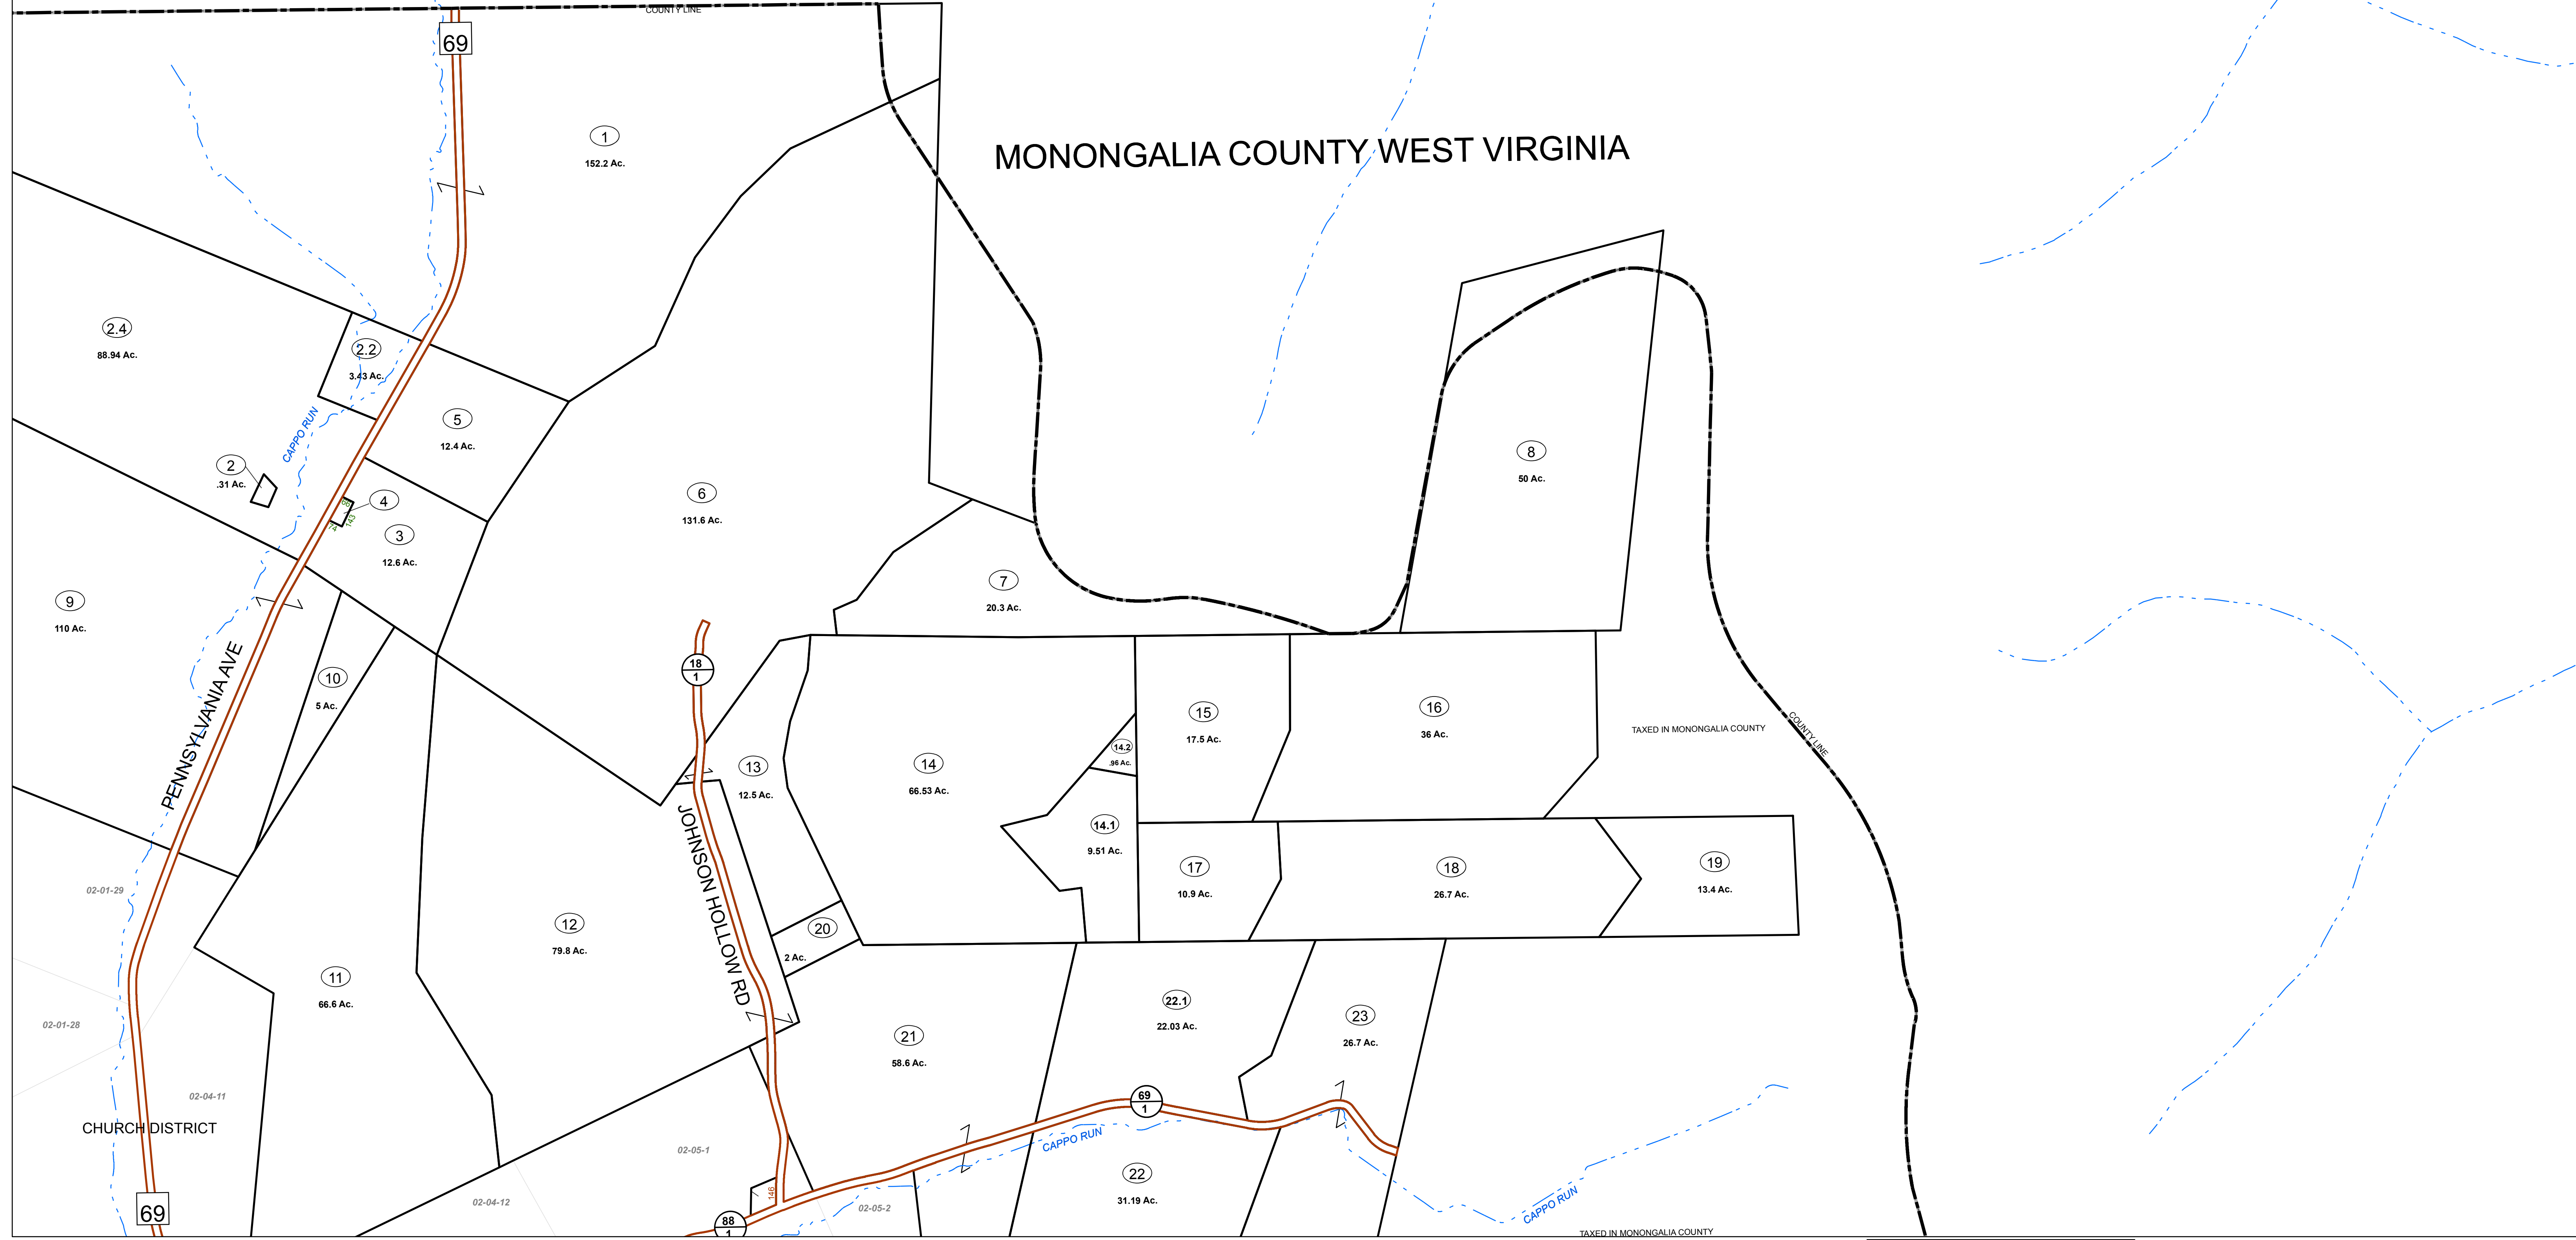 COUNTY LINE
69
1
152.2 Ac.
MONONGALIA COUNTY WEST VIRGINIA
2.4
88.94 Ac.
2.2
3.43 Ac.
CAPPO RUN
5
12.4 Ac.
2
.31 Ac.
4
143
74
3
12.6 Ac.
6
131.6 Ac.
8
50 Ac.
7
20.3 Ac.
9
110 Ac.
PENNSYLVANIA AVE
10
5 Ac.
18
1
13
12.5 Ac.
14
66.53 Ac.
14.2
.96 Ac.
14.1
9.51 Ac.
15
17.5 Ac.
16
36 Ac.
TAXED IN MONONGALIA COUNTY
COUNTY LINE
JOHNSON HOLLOW RD
17
10.9 Ac.
18
26.7 Ac.
19
13.4 Ac.
02-01-29
12
79.8 Ac.
20
2 Ac.
11
66.6 Ac.
02-01-28
21
58.6 Ac.
22.1
22.03 Ac.
23
26.7 Ac.
02-04-11
CHURCH DISTRICT
69
1
CAPPO RUN
02-05-1
22
31.19 Ac.
146
02-04-12
02-05-2
69
88
1
CAPPO RUN
TAXED IN MONONGALIA COUNTY